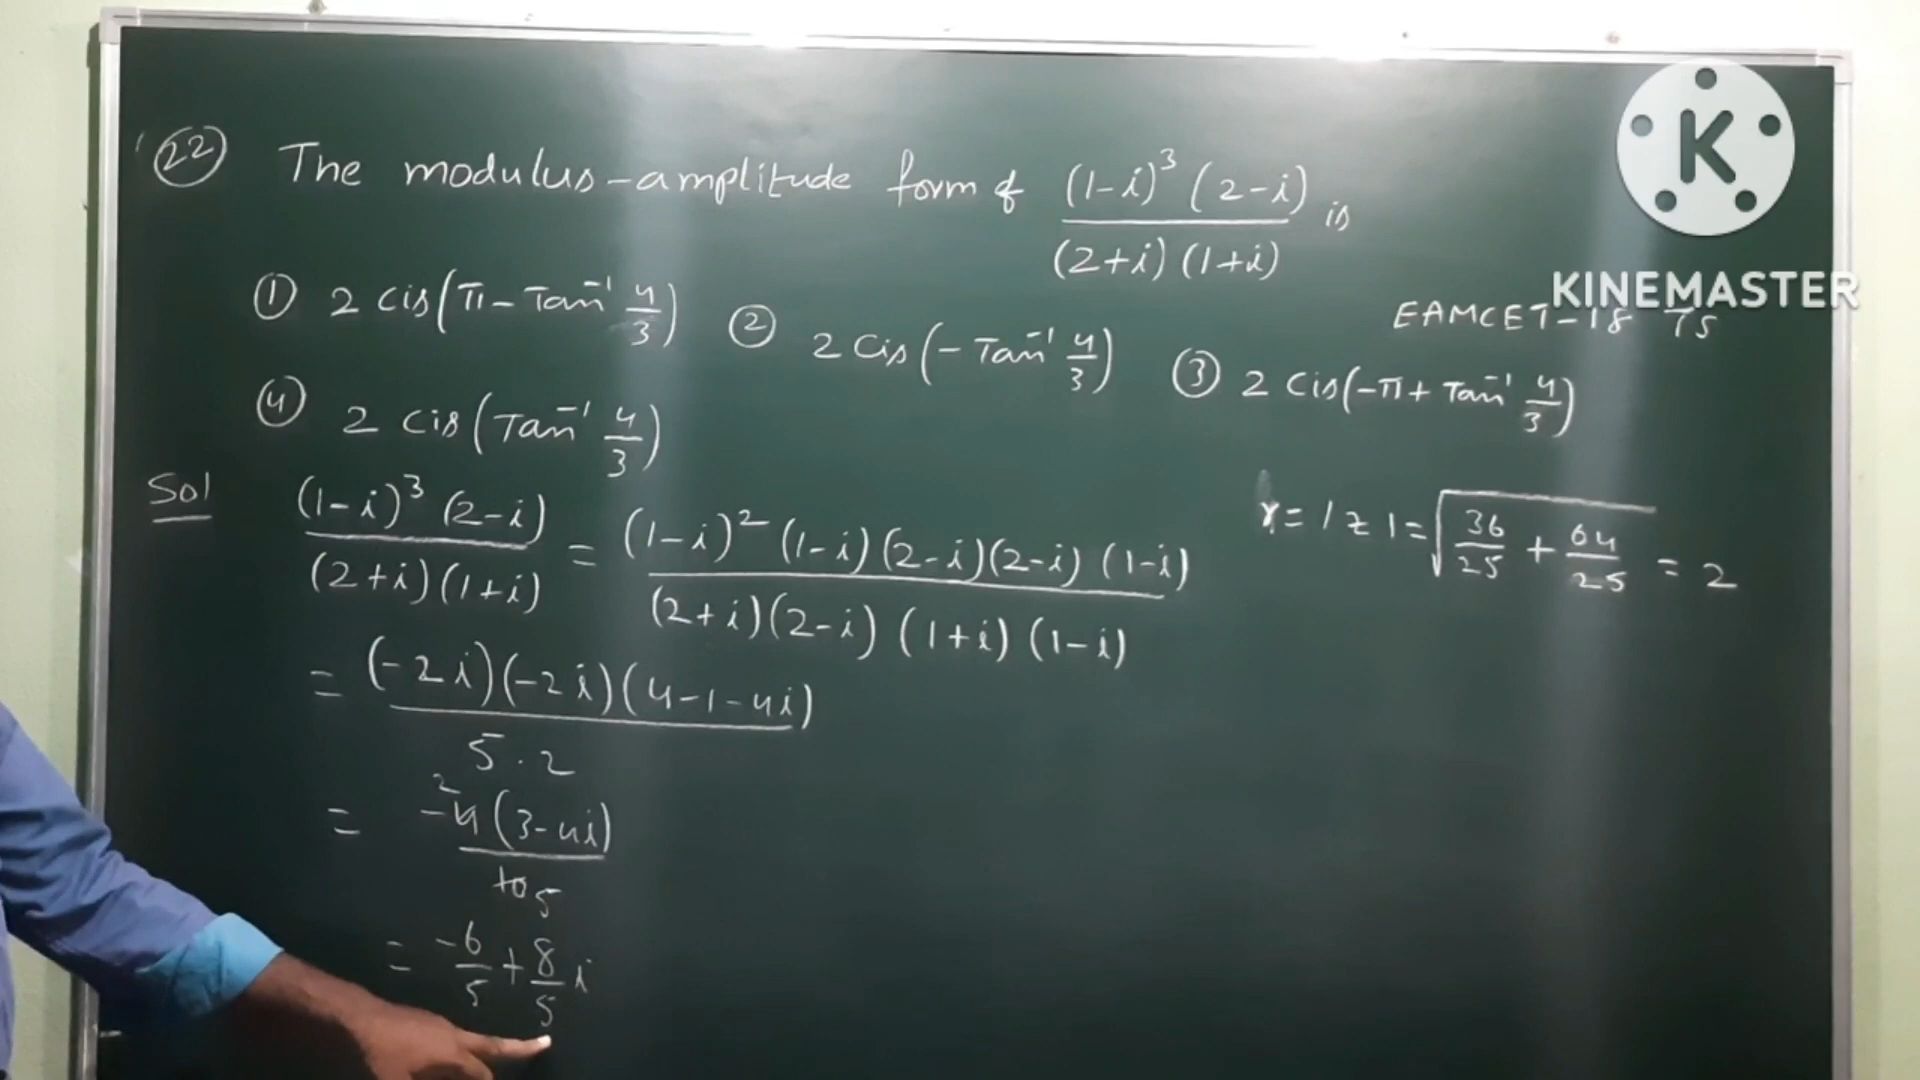 22 The modulus-amplitude form of (1-i)³ (2-i) / (2+i) (1+i) is
K
KINEMASTER
EAMCET-18 TS
① 2 cis(π - Tan⁻¹ 4/3) ② 2 Cis(- Tan⁻¹ 4/3) ③ 2 Cis(-π + Tan⁻¹ 4/3)
④ 2 cis (Tan⁻¹ 4/3)
Sol (1-i)³ (2-i) / (2+i)(1+i) = (1-i)² (1-i)(2-i)(2-i) (1-i) / (2+i)(2-i) (1+i) (1-i)
r = |z| = √(36/25 + 64/25) = 2
= (-2i)(-2i)(4-1-4i) / 5.2
= -4 2 (3-4i) / 10 5
= -6/5 + 8/5 i